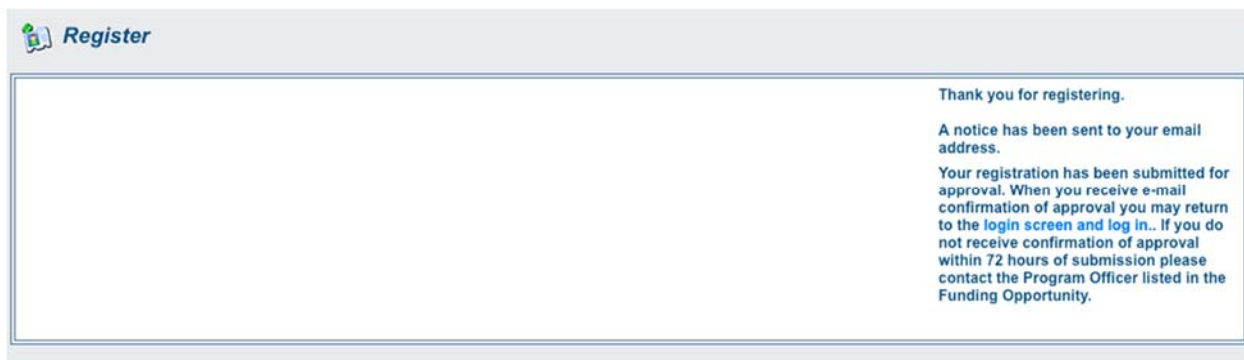 Register
Thank you for registering.
A notice has been sent to your email
address.
Your registration has been submitted for
approval. When you receive e-mail
confirmation of approval you may return
to the login screen and log in.. If you do
not receive confirmation of approval
within 72 hours of submission please
contact the Program Officer listed in the
Funding Opportunity.